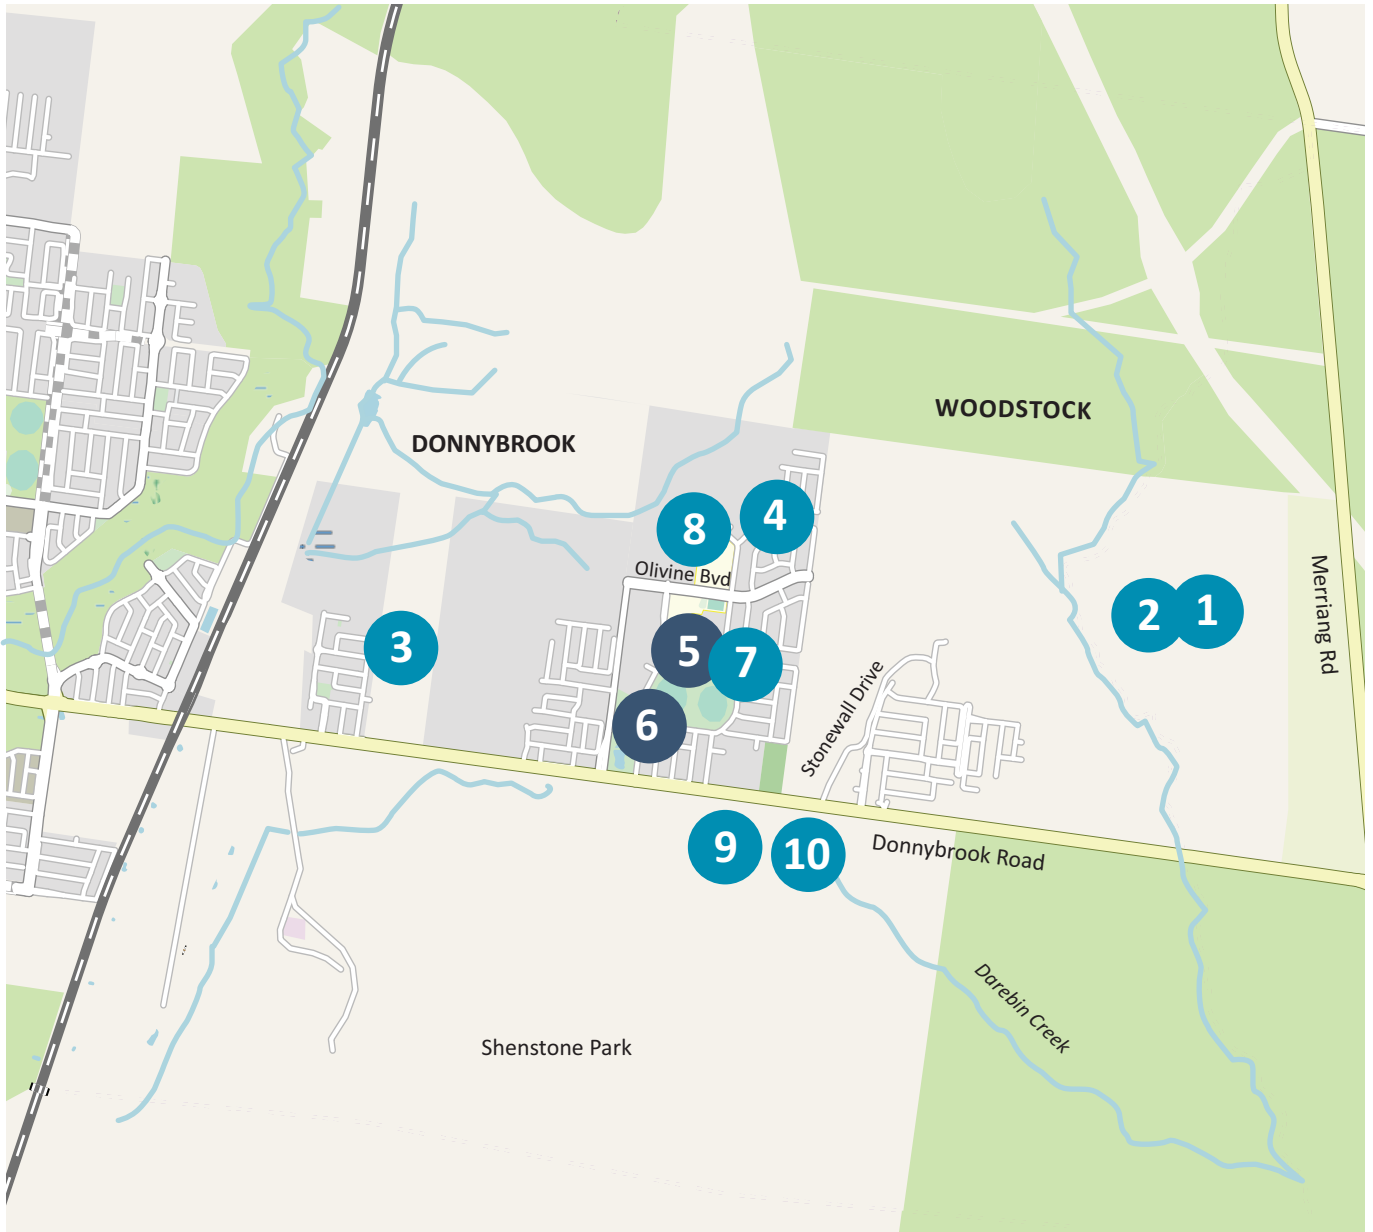 WOODSTOCK
DONNYBROOK
4
8
Olivine Bvd
Merriang Rd
2
1
3
5
7
6
Stonewall Drive
9
10
Donnybrook Road
Darebin Creek
Shenstone Park